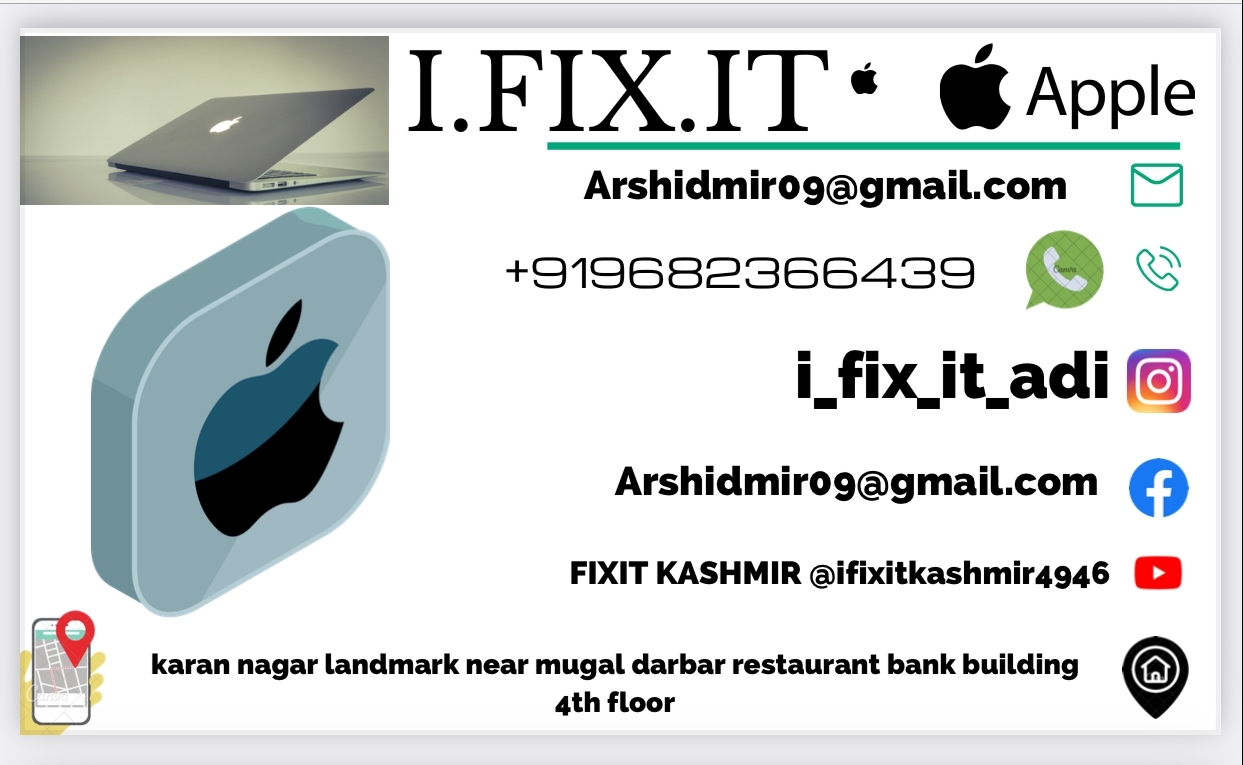 I.FIX.IT
Apple
Arshidmir09@gmail.com
+919682366439
Canva
i_fix_it_adi
Arshidmir09@gmail.com
FIXIT KASHMIR @ifixitkashmir4946
karan nagar landmark near mugal darbar restaurant bank building
4th floor
Canva